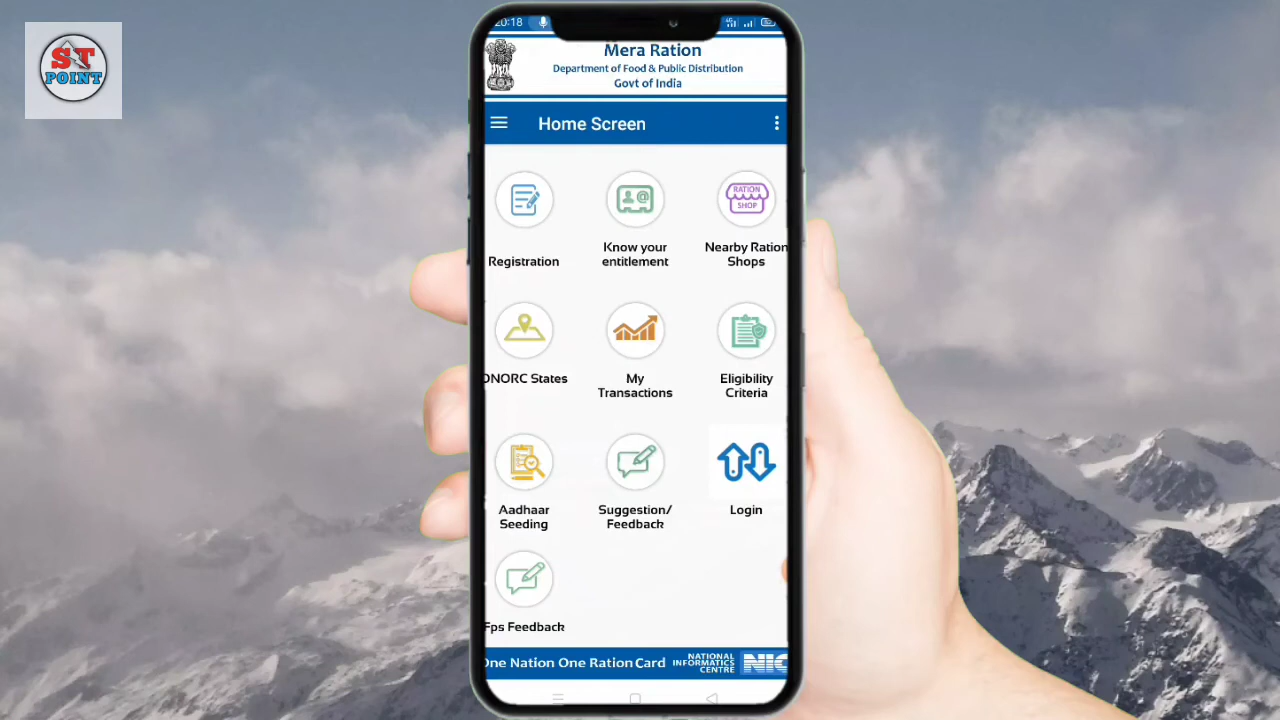 ST
POINT
20:18
Mera Ration
Department of Food & Public Distribution
Govt of India
Home Screen
Registration
Know your
entitlement
RATION
SHOP
Nearby Ration
Shops
ONORC States
My
Transactions
Eligibility
Criteria
Aadhaar
Seeding
Suggestion/
Feedback
Login
Fps Feedback
One Nation One Ration Card
NATIONAL
INFORMATICS
CENTRE
NIC